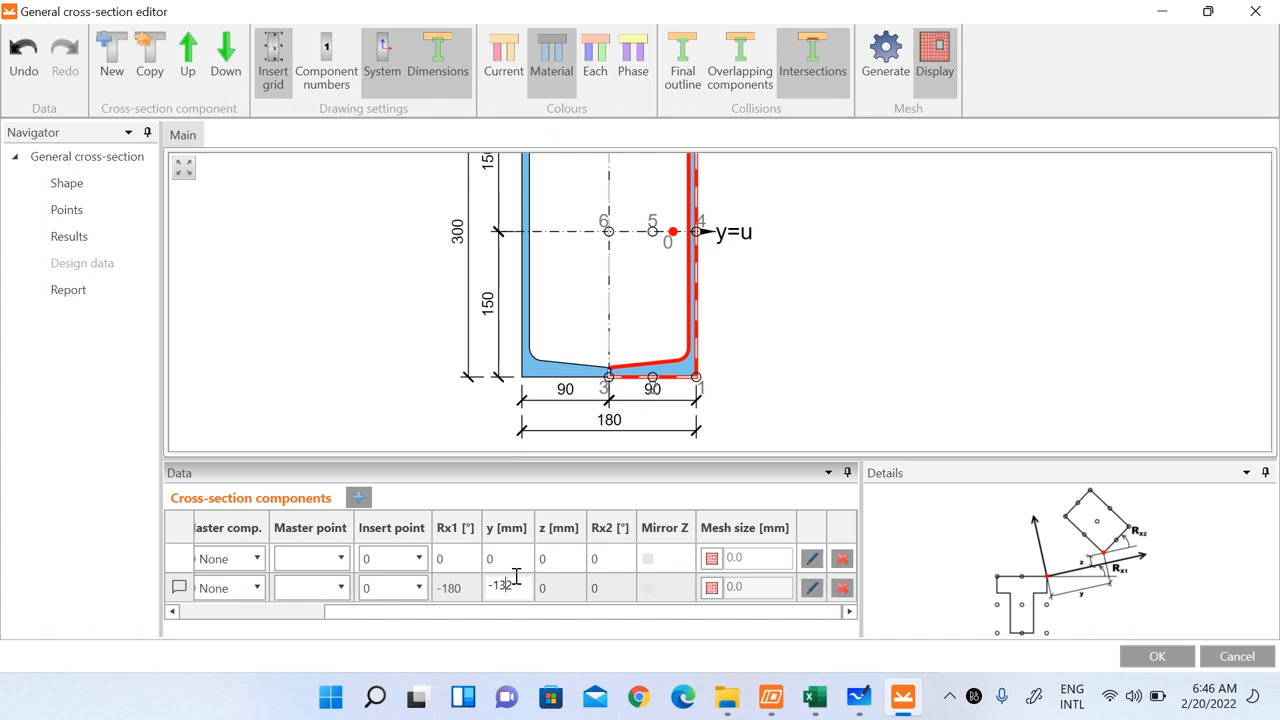 General cross-section editor
Undo
Redo
New
Copy
Up
Down
Insert grid
Component numbers
System
Dimensions
Current
Material
Each
Phase
Final outline
Overlapping components
Intersections
Generate
Display
Data
Cross-section component
Drawing settings
Colours
Collisions
Mesh
Navigator
General cross-section
Shape
Points
Results
Design data
Report
Main
150
300
150
6
5
4
0
y=u
3
1
90
90
180
Data
Cross-section components
aster comp.
Master point
Insert point
Rx1 [°]
y [mm]
z [mm]
Rx2 [°]
Mirror Z
Mesh size [mm]
None
0
0
0
0
0
0.0
None
0
-180
-132
0
0
0.0
Details
Rx2
z
Rx1
y
OK
Cancel
ENG
INTL
6:46 AM
2/20/2022